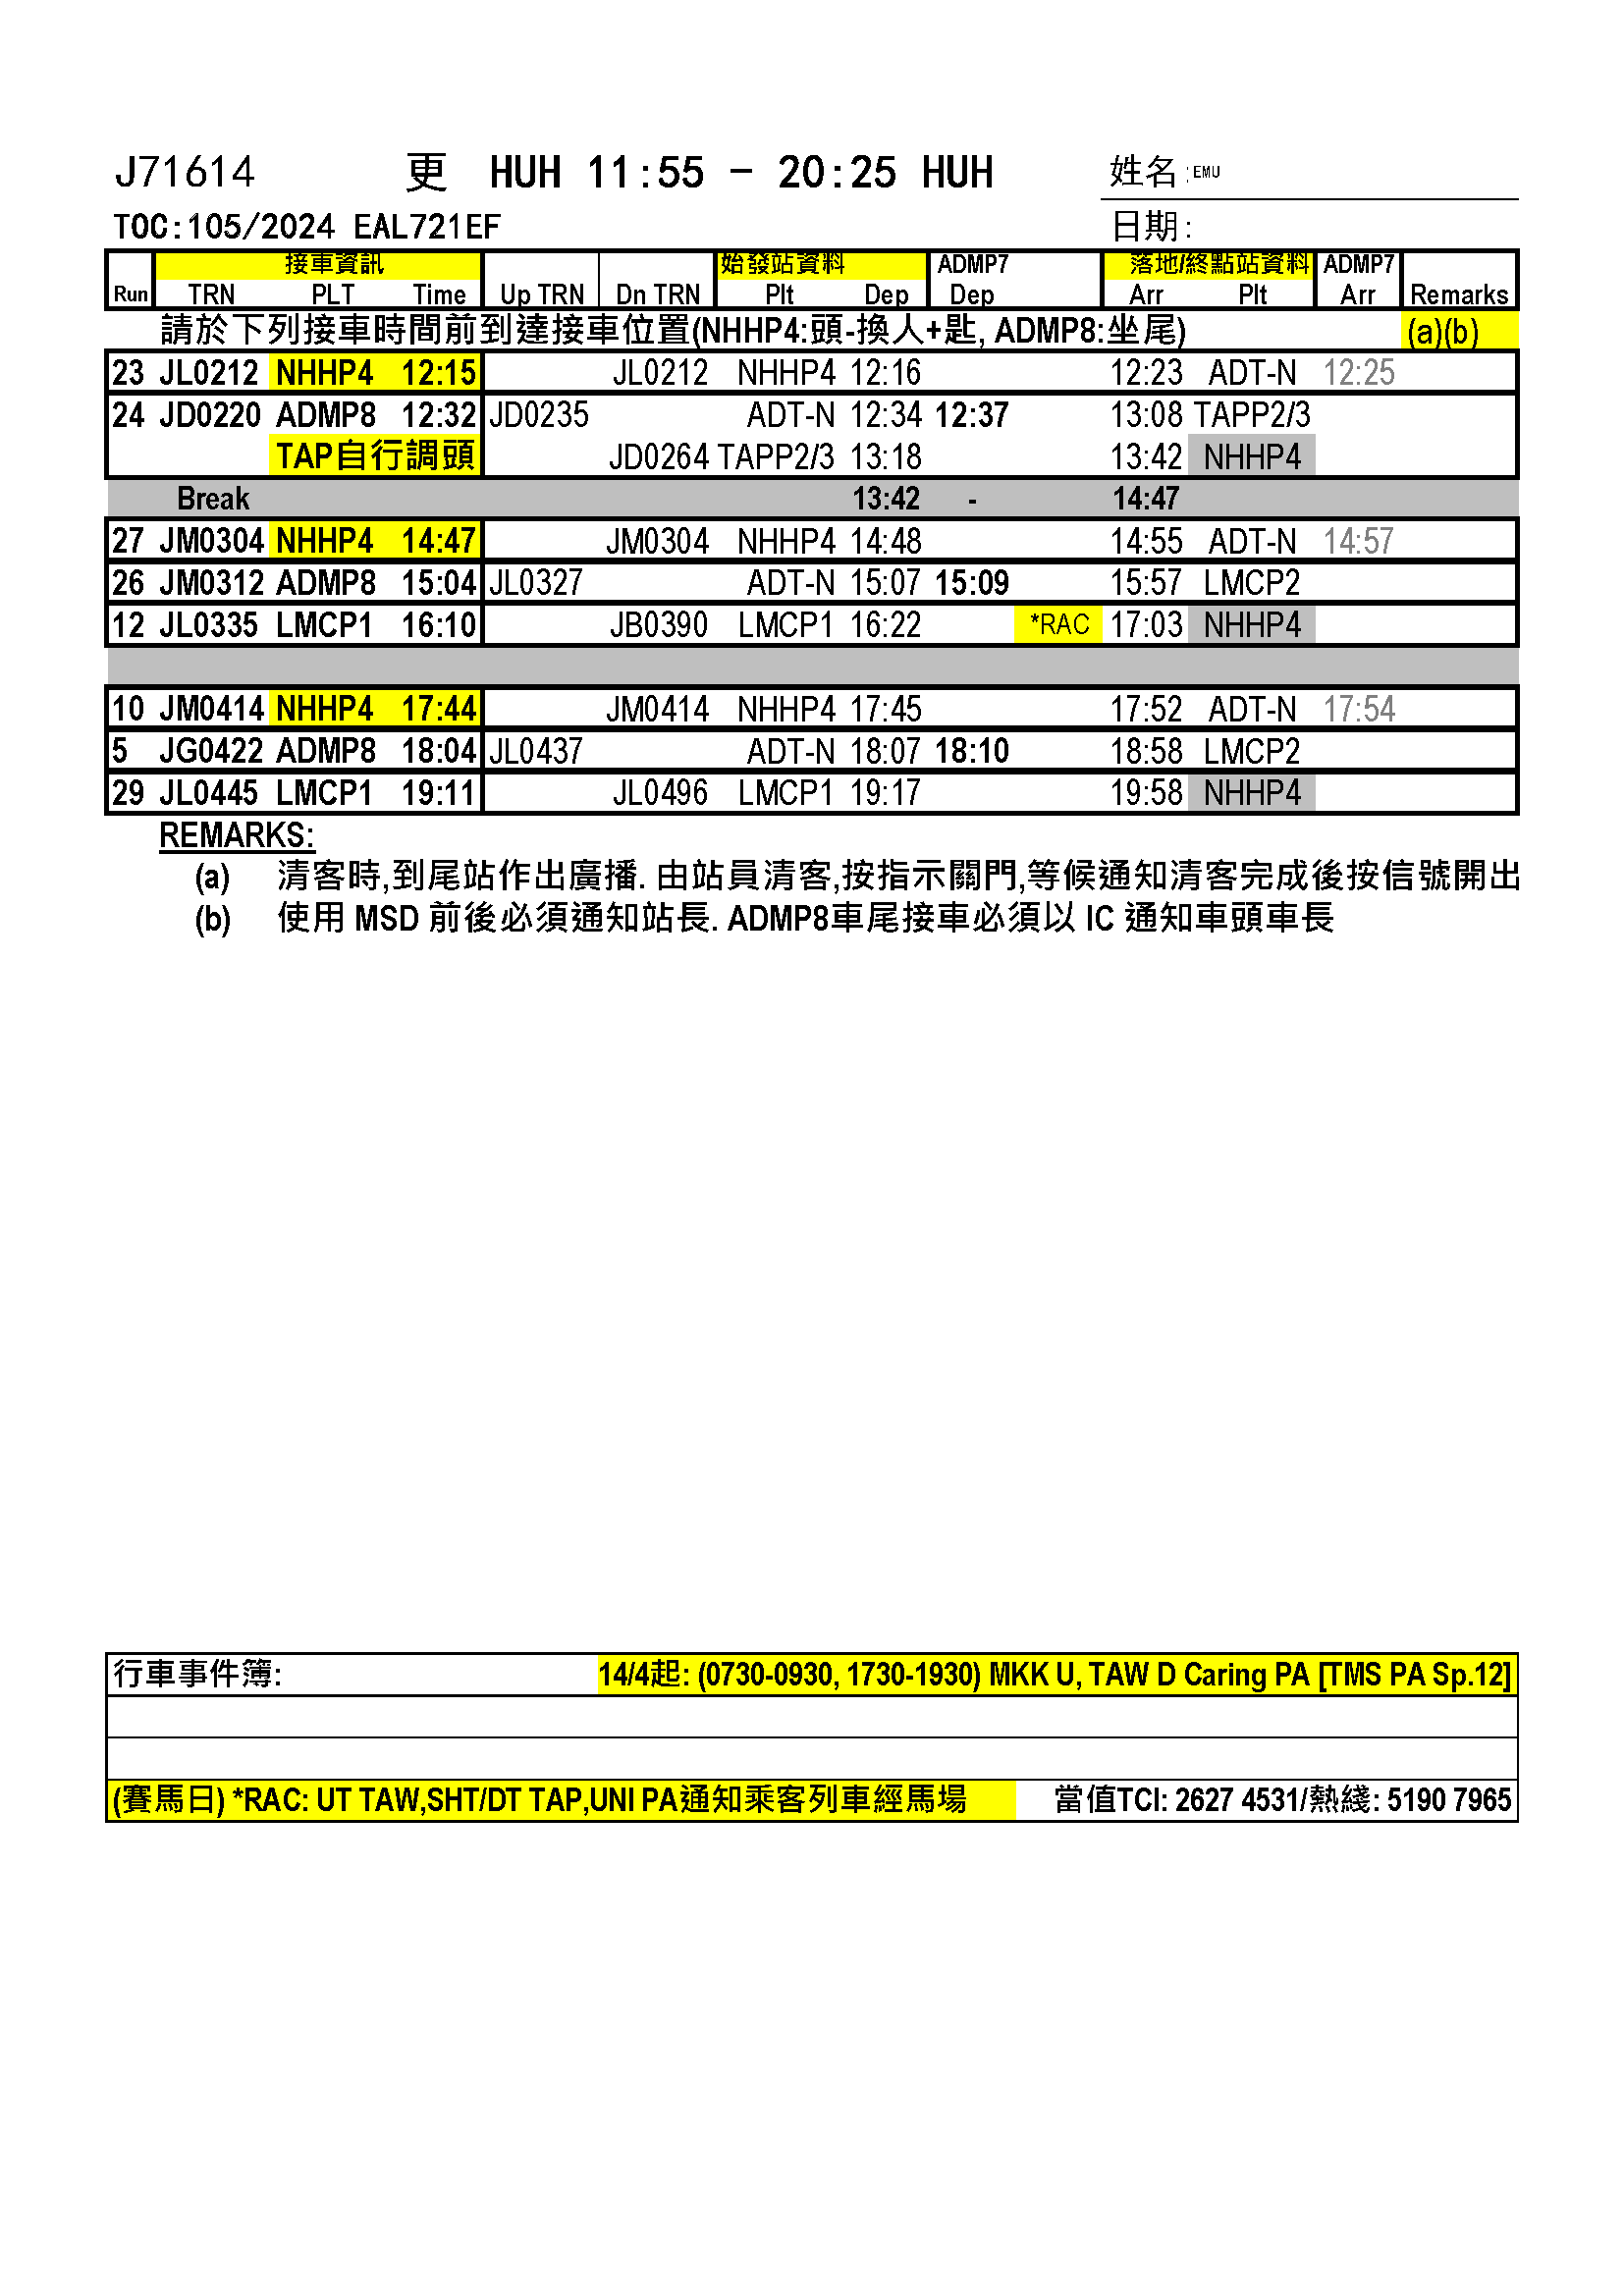 J71614 更 HUH 11:55 - 20:25 HUH 姓名:EMU
TOC:105/2024 EAL721EF 日期:
接車資訊 始發站資料 ADMP7 落地/終點站資料 ADMP7
Run TRN PLT Time Up TRN Dn TRN Plt Dep Dep Arr Plt Arr Remarks
請於下列接車時間前到達接車位置(NHHP4:頭-換人+匙, ADMP8:坐尾) (a)(b)
23 JL0212 NHHP4 12:15 JL0212 NHHP4 12:16 12:23 ADT-N 12:25
24 JD0220 ADMP8 12:32 JD0235 ADT-N 12:34 12:37 13:08 TAPP2/3
TAP自行調頭 JD0264 TAPP2/3 13:18 13:42 NHHP4
Break 13:42 - 14:47
27 JM0304 NHHP4 14:47 JM0304 NHHP4 14:48 14:55 ADT-N 14:57
26 JM0312 ADMP8 15:04 JL0327 ADT-N 15:07 15:09 15:57 LMCP2
12 JL0335 LMCP1 16:10 JB0390 LMCP1 16:22 *RAC 17:03 NHHP4
10 JM0414 NHHP4 17:44 JM0414 NHHP4 17:45 17:52 ADT-N 17:54
5 JG0422 ADMP8 18:04 JL0437 ADT-N 18:07 18:10 18:58 LMCP2
29 JL0445 LMCP1 19:11 JL0496 LMCP1 19:17 19:58 NHHP4
REMARKS:
(a) 清客時,到尾站作出廣播. 由站員清客,按指示關門,等候通知清客完成後按信號開出
(b) 使用 MSD 前後必須通知站長. ADMP8車尾接車必須以 IC 通知車頭車長
行車事件簿: 14/4起: (0730-0930, 1730-1930) MKK U, TAW D Caring PA [TMS PA Sp.12]
(賽馬日) *RAC: UT TAW,SHT/DT TAP,UNI PA通知乘客列車經馬場 當值TCI: 2627 4531/熱綫: 5190 7965